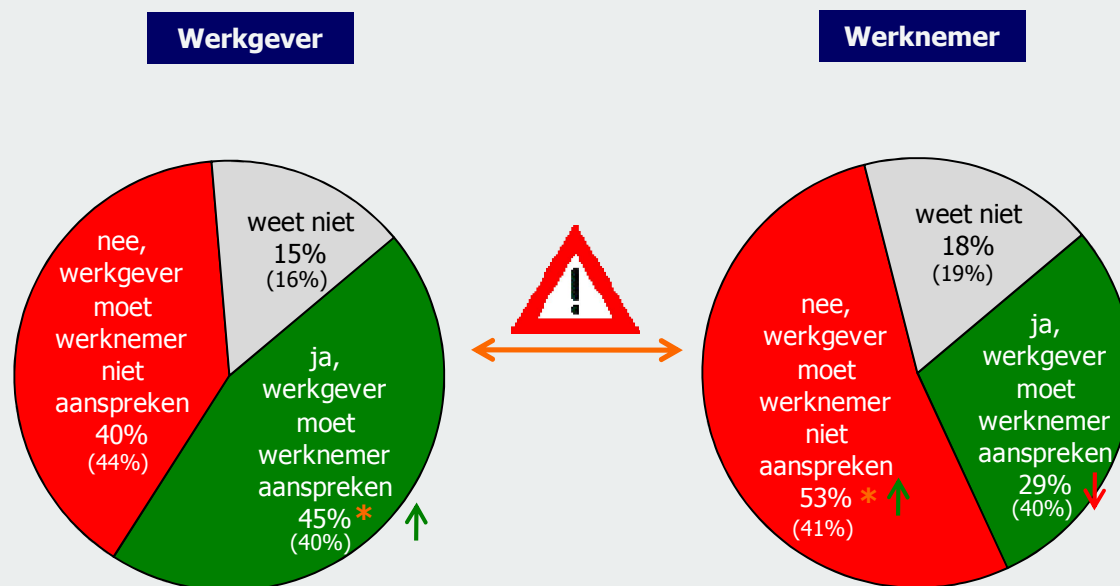 Werkgever
Werknemer
weet niet
15%
(16%)
nee,
werkgever
moet
werknemer
niet
aanspreken
40%
(44%)
ja,
werkgever
moet
werknemer
aanspreken
45% *
(40%)
!
weet niet
18%
(19%)
nee,
werkgever
moet
werknemer
niet
aanspreken
53% *
(41%)
ja,
werkgever
moet
werknemer
aanspreken
29%
(40%)